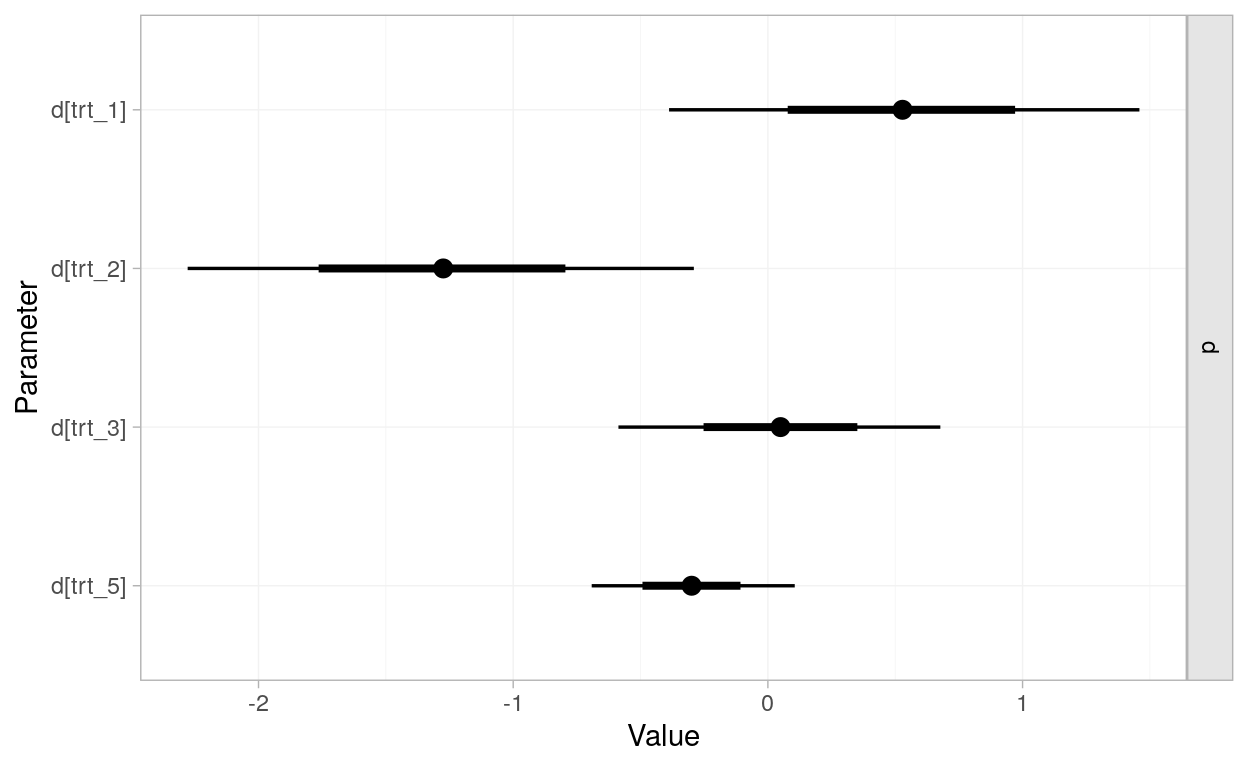 Parameter
d[trt_1]
d[trt_2]
d[trt_3]
d[trt_5]
d
-2
-1
0
1
Value